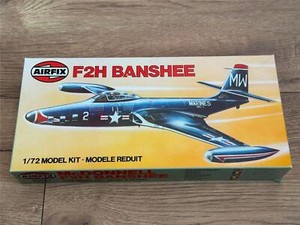 AIRFIX
F2H BANSHEE
MW
MARINES
2
1/72 MODEL KIT · MODELE REDUIT